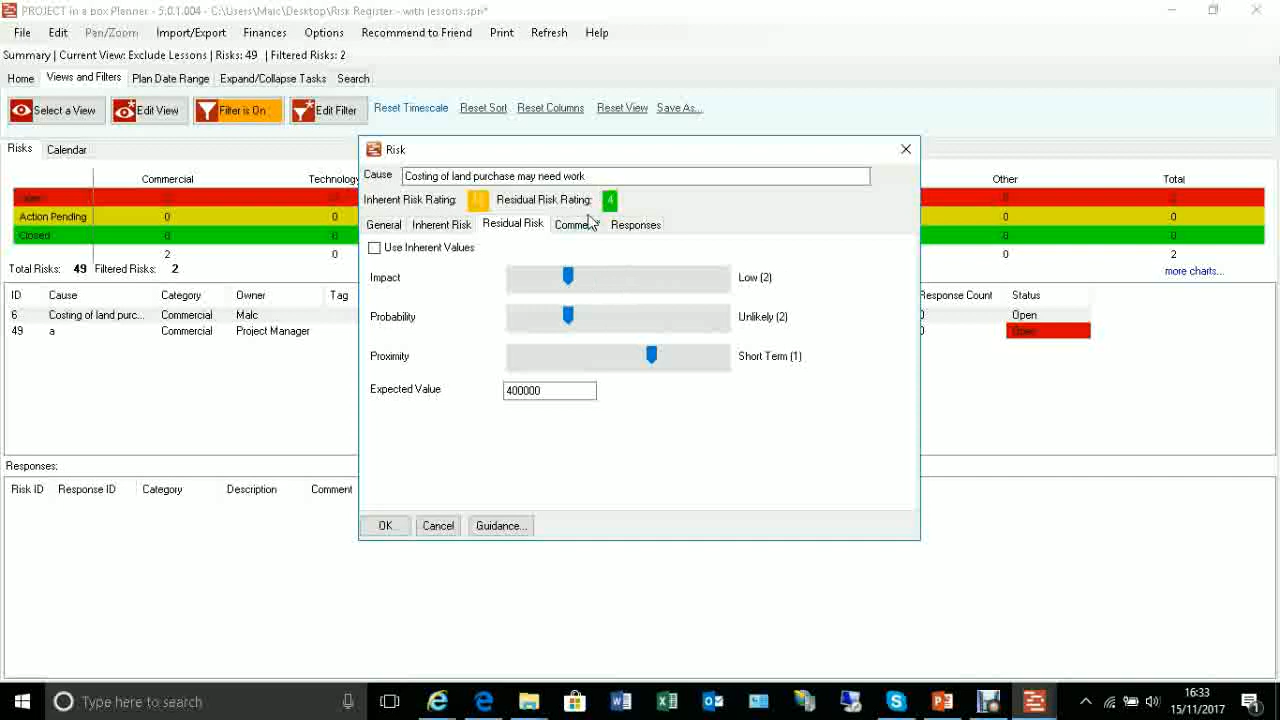 PROJECT in a box Planner - 5.0.1.004 - C:\Users\Malc\Desktop\Risk Register - with lessons.spri*
File Edit Pan/Zoom Import/Export Finances Options Recommend to Friend Print Refresh Help
Summary | Current View: Exclude Lessons | Risks: 49 | Filtered Risks: 2
Home Views and Filters Plan Date Range Expand/Collapse Tasks Search
Select a View Edit View Filter is On Edit Filter Reset Timescale Reset Sort Reset Columns Reset View Save As...
Risks Calendar
Risk
Cause Costing of land purchase may need work
Commercial Technology Other Total
Inherent Risk Rating: Residual Risk Rating: 4
Action Pending 0 0 0 0
General Inherent Risk Residual Risk Responses
Closed 0 0 0 0
Use Inherent Values
2 0 0 2
Total Risks: 49 Filtered Risks: 2
more charts...
Impact Low (2)
ID Cause Category Owner Tag Response Count Status
6 Costing of land purc... Commercial Malc Open
Probability Unlikely (2)
49 a Commercial Project Manager Open
Proximity Short Term (1)
Expected Value 400000
Responses:
Risk ID Response ID Category Description Comment
OK Cancel Guidance...
Type here to search
16:33
15/11/2017